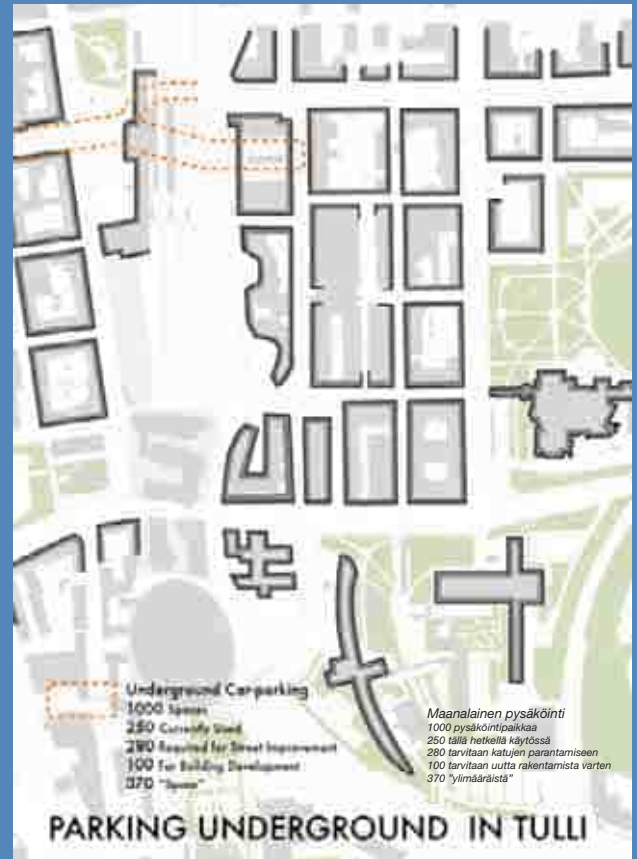 Underground Car-parking
1000 Spaces
250 Currently Used
280 Required for Street Improvement
100 For Building Development
370 "Spare"
Maanalainen pysäköinti
1000 pysäköintipaikkaa
250 tällä hetkellä käytössä
280 tarvitaan katujen parantamiseen
100 tarvitaan uutta rakentamista varten
370 "ylimääräistä"
PARKING UNDERGROUND IN TULLI